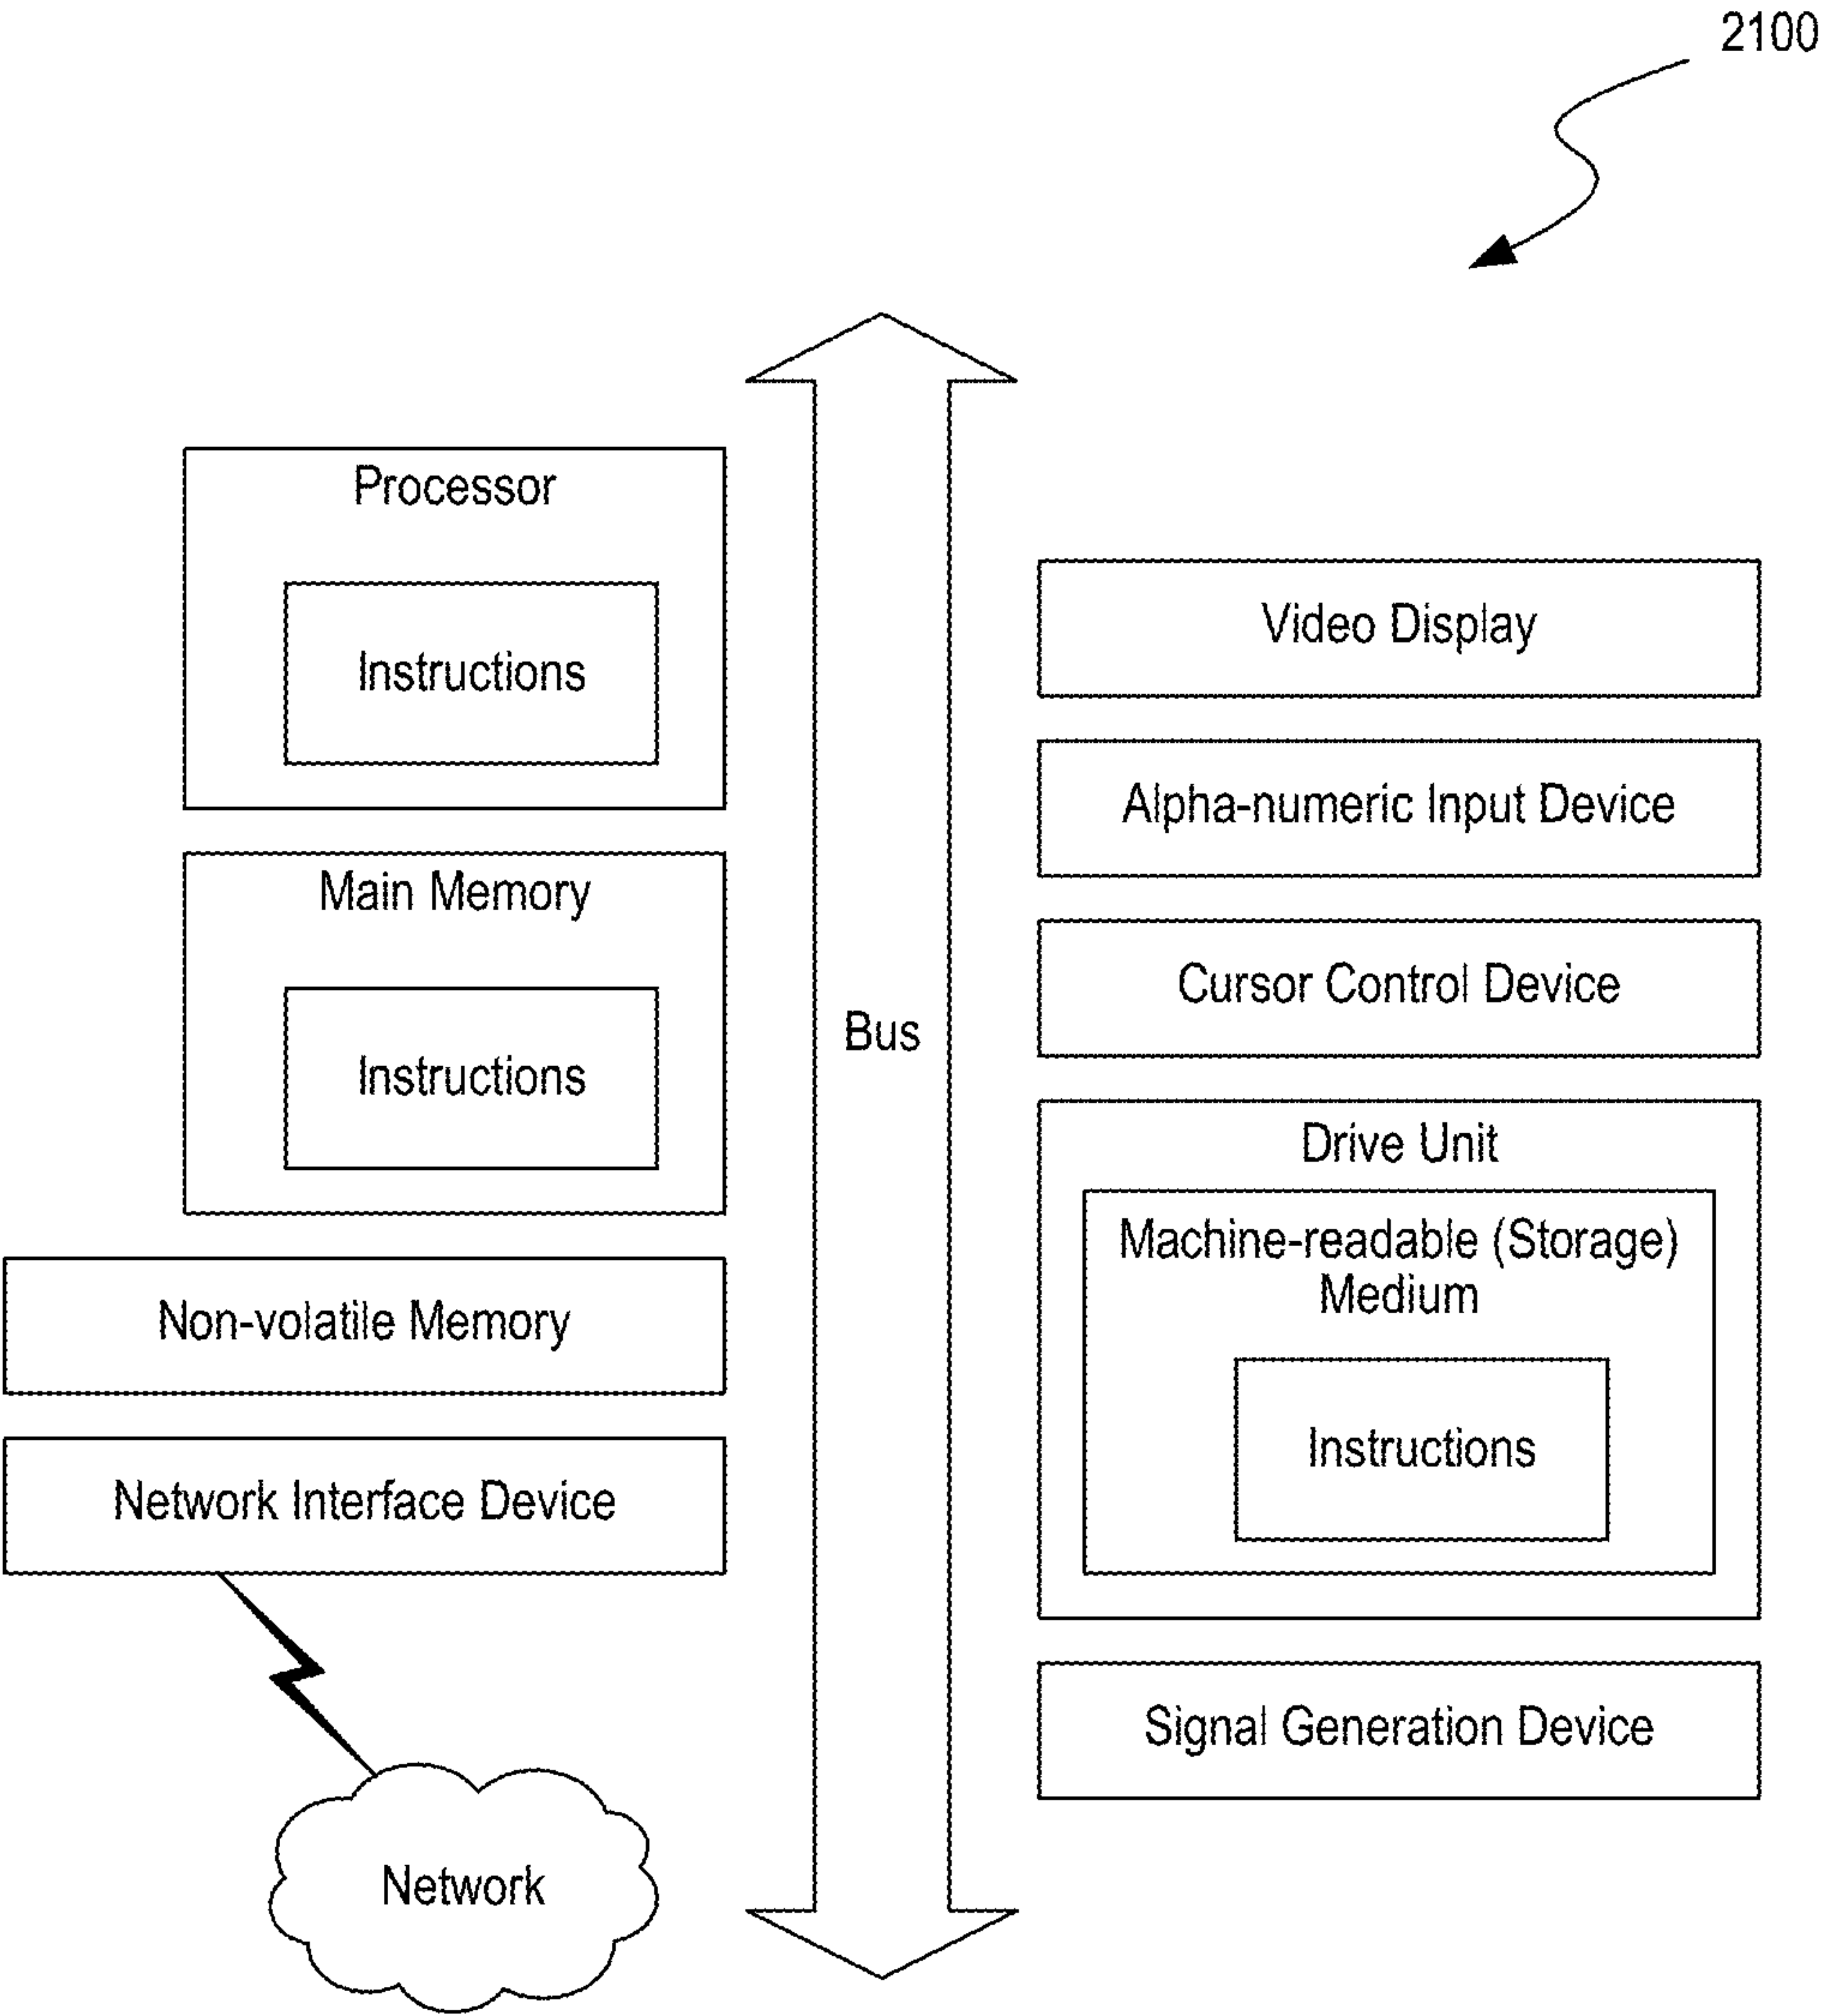 2100
Processor
Instructions
Main Memory
Instructions
Non-volatile Memory
Network Interface Device
Network
Bus
Video Display
Alpha-numeric Input Device
Cursor Control Device
Drive Unit
Machine-readable (Storage)
Medium
Instructions
Signal Generation Device